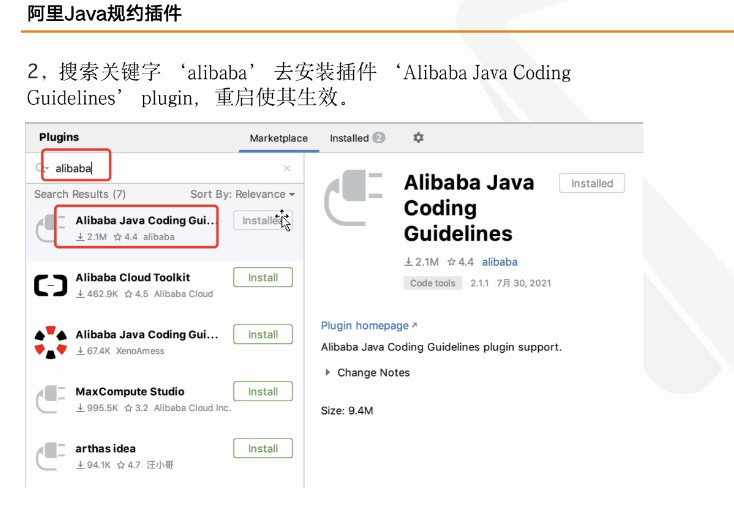 阿里Java规约插件
2，搜索关键字 ‘alibaba’ 去安装插件 ‘Alibaba Java Coding
Guidelines’ plugin，重启使其生效。
Plugins
Marketplace
Installed 2
alibaba
Search Results (7)
Sort By: Relevance
Alibaba Java Coding Gui...
Installed
2.1M 4.4 alibaba
Alibaba Cloud Toolkit
Install
462.9K 4.5 Alibaba Cloud
Alibaba Java Coding Gui...
Install
67.4K XenoAmess
MaxCompute Studio
Install
995.5K 3.2 Alibaba Cloud Inc.
arthas idea
Install
94.1K 4.7 汪小哥
Alibaba Java
Coding
Guidelines
Installed
2.1M 4.4 alibaba
Code tools 2.1.1 7月 30, 2021
Plugin homepage
Alibaba Java Coding Guidelines plugin support.
Change Notes
Size: 9.4M